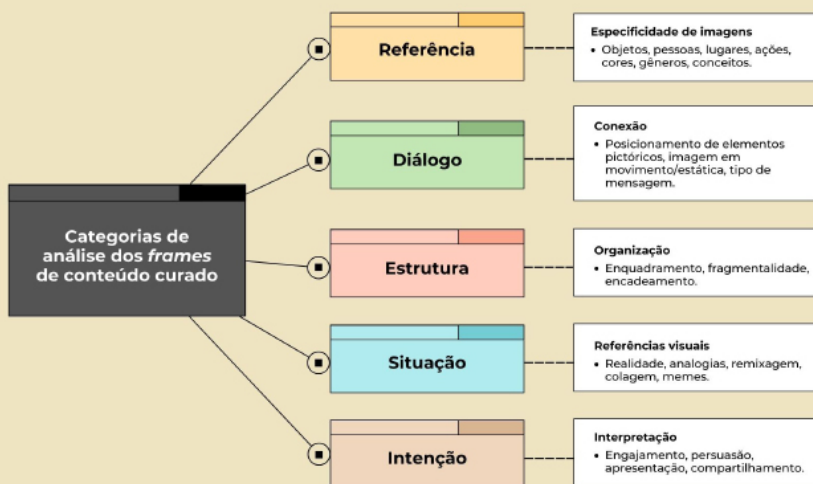 Categorias de
análise dos frames
de conteúdo curado
Referência
Especificidade de imagens
• Objetos, pessoas, lugares, ações,
cores, gêneros, conceitos.
Diálogo
Conexão
• Posicionamento de elementos
pictóricos, imagem em
movimento/estática, tipo de
mensagem.
Estrutura
Organização
• Enquadramento, fragmentalidade,
encadeamento.
Situação
Referências visuais
• Realidade, analogias, remixagem,
colagem, memes.
Intenção
Interpretação
• Engajamento, persuasão,
apresentação, compartilhamento.